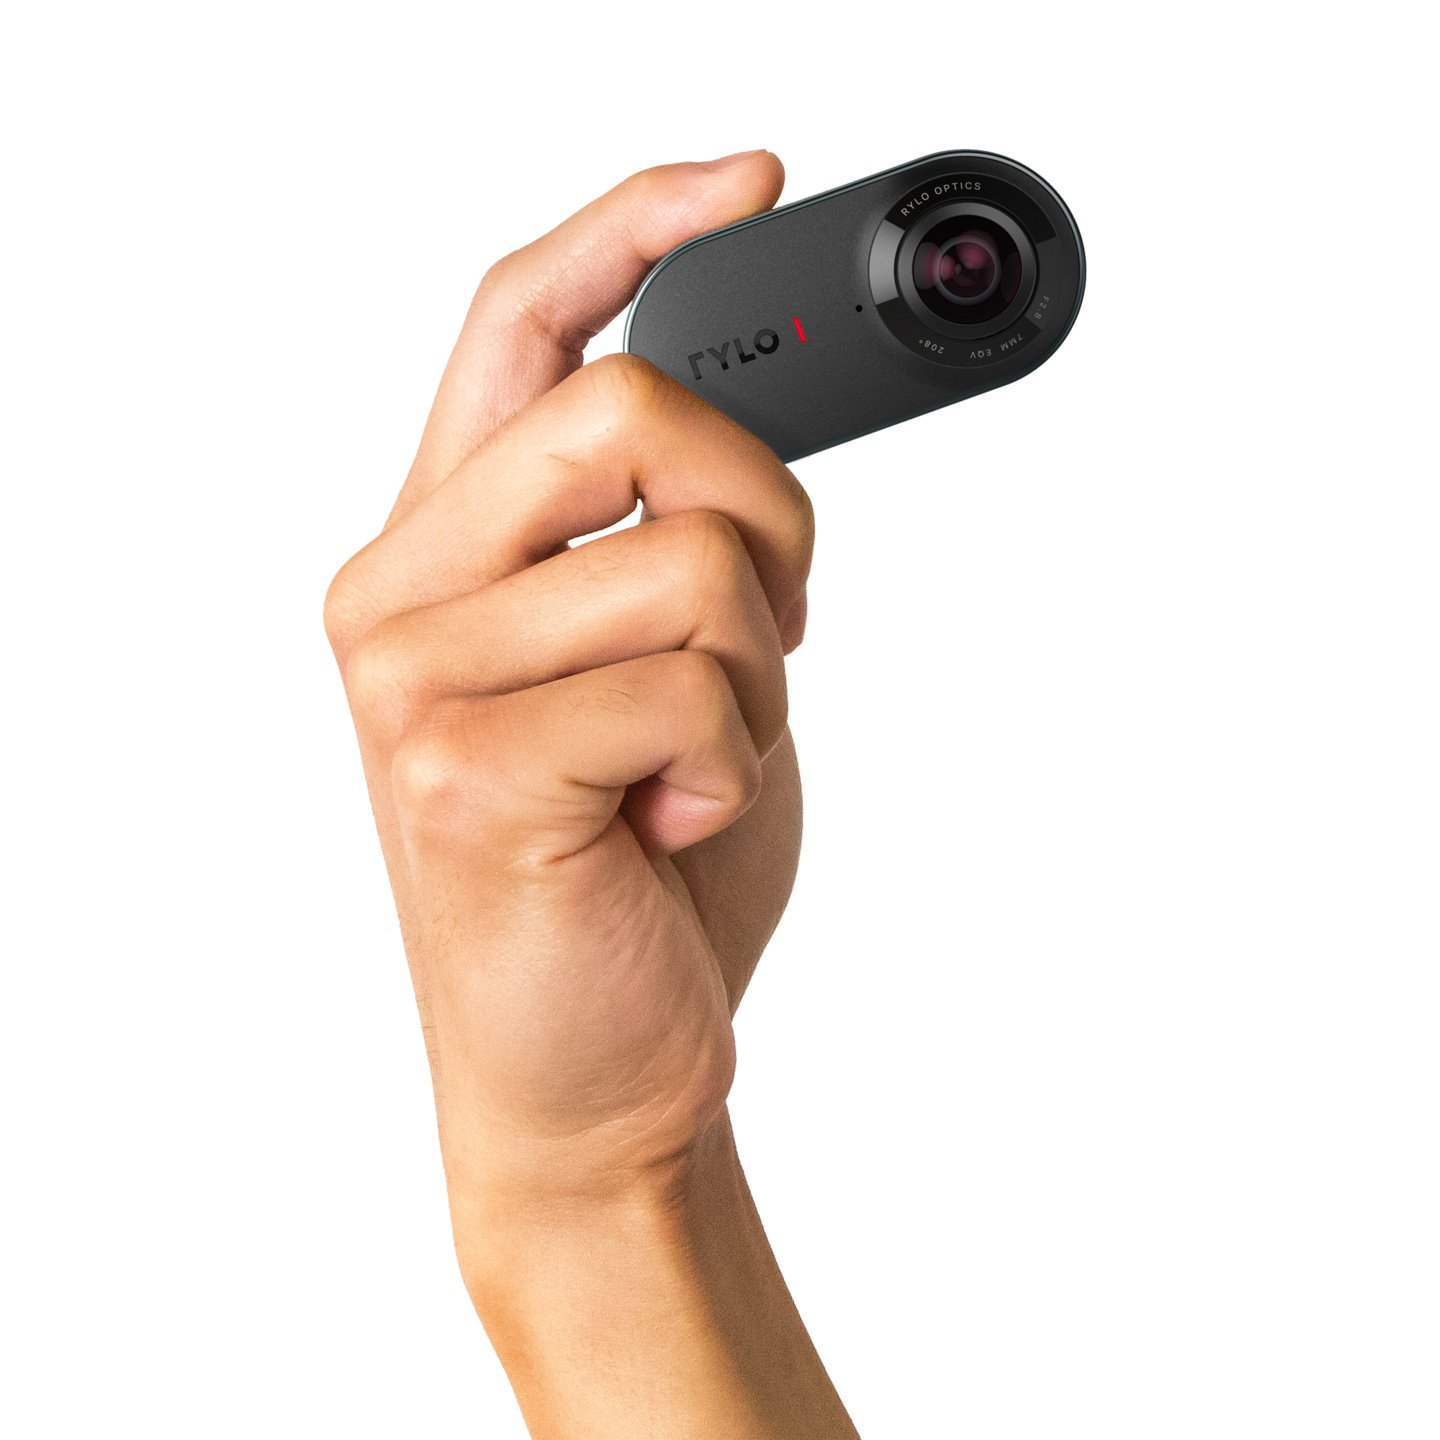 RYLO OPTICS
F2.8
7MM EQV
208°
RYLO